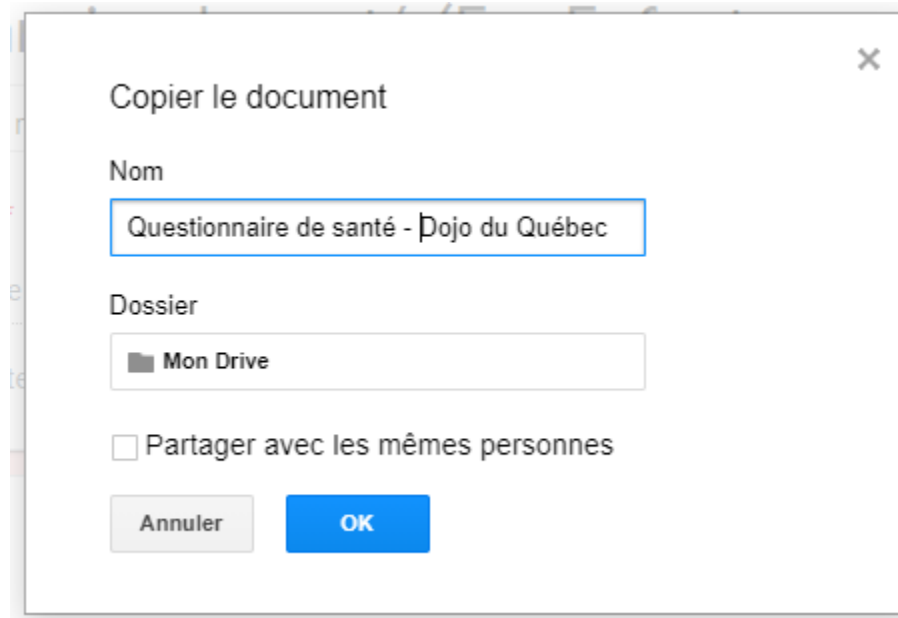 Copier le document
Nom
Questionnaire de santé - Dojo du Québec
Dossier
Mon Drive
Partager avec les mêmes personnes
Annuler OK